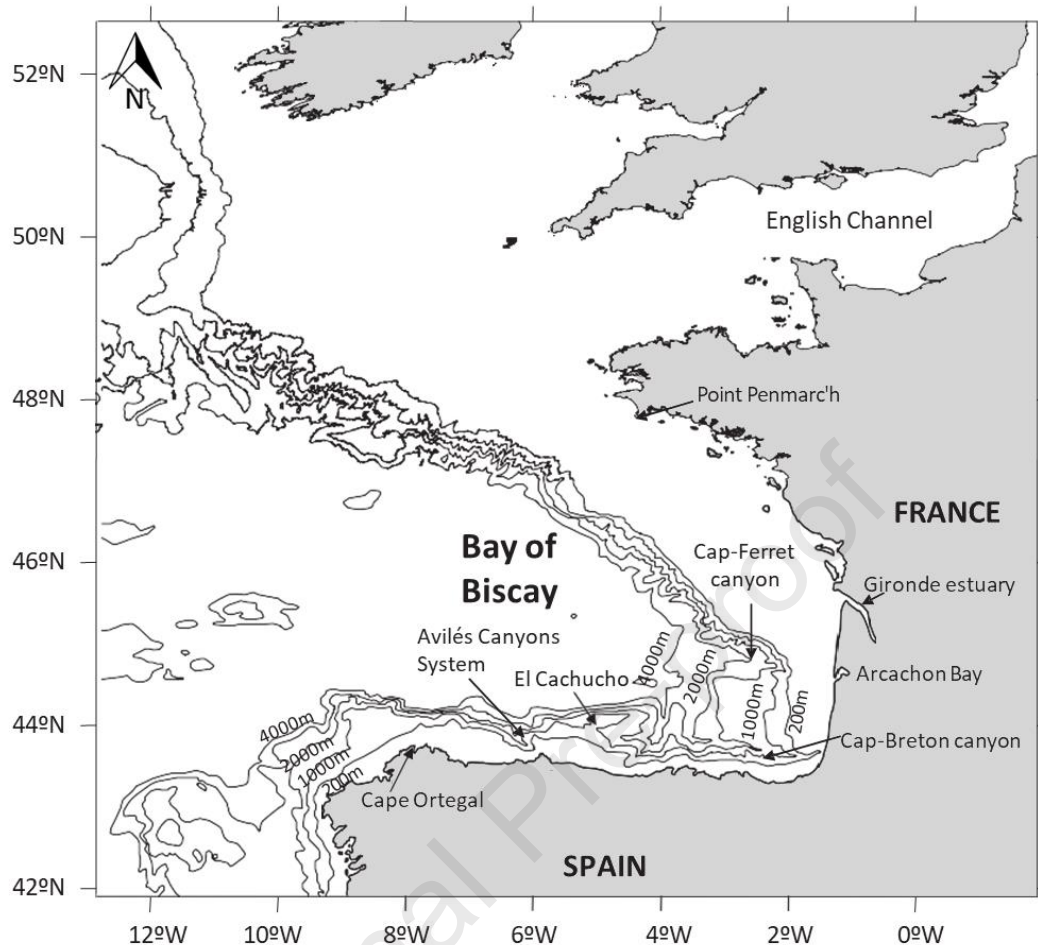 52ºN
N
English Channel
50ºN
48ºN
Point Penmarc'h
FRANCE
46ºN
Bay of
Biscay
Cap-Ferret
canyon
Gironde estuary
Avilés Canyons
System
El Cachucho
4000m
2000m
1000m
200m
Arcachon Bay
44ºN
4000m
2000m
1000m
200m
Cap-Breton canyon
Cape Ortegal
SPAIN
42ºN
12ºW
10ºW
8ºW
6ºW
4ºW
2ºW
0ºW